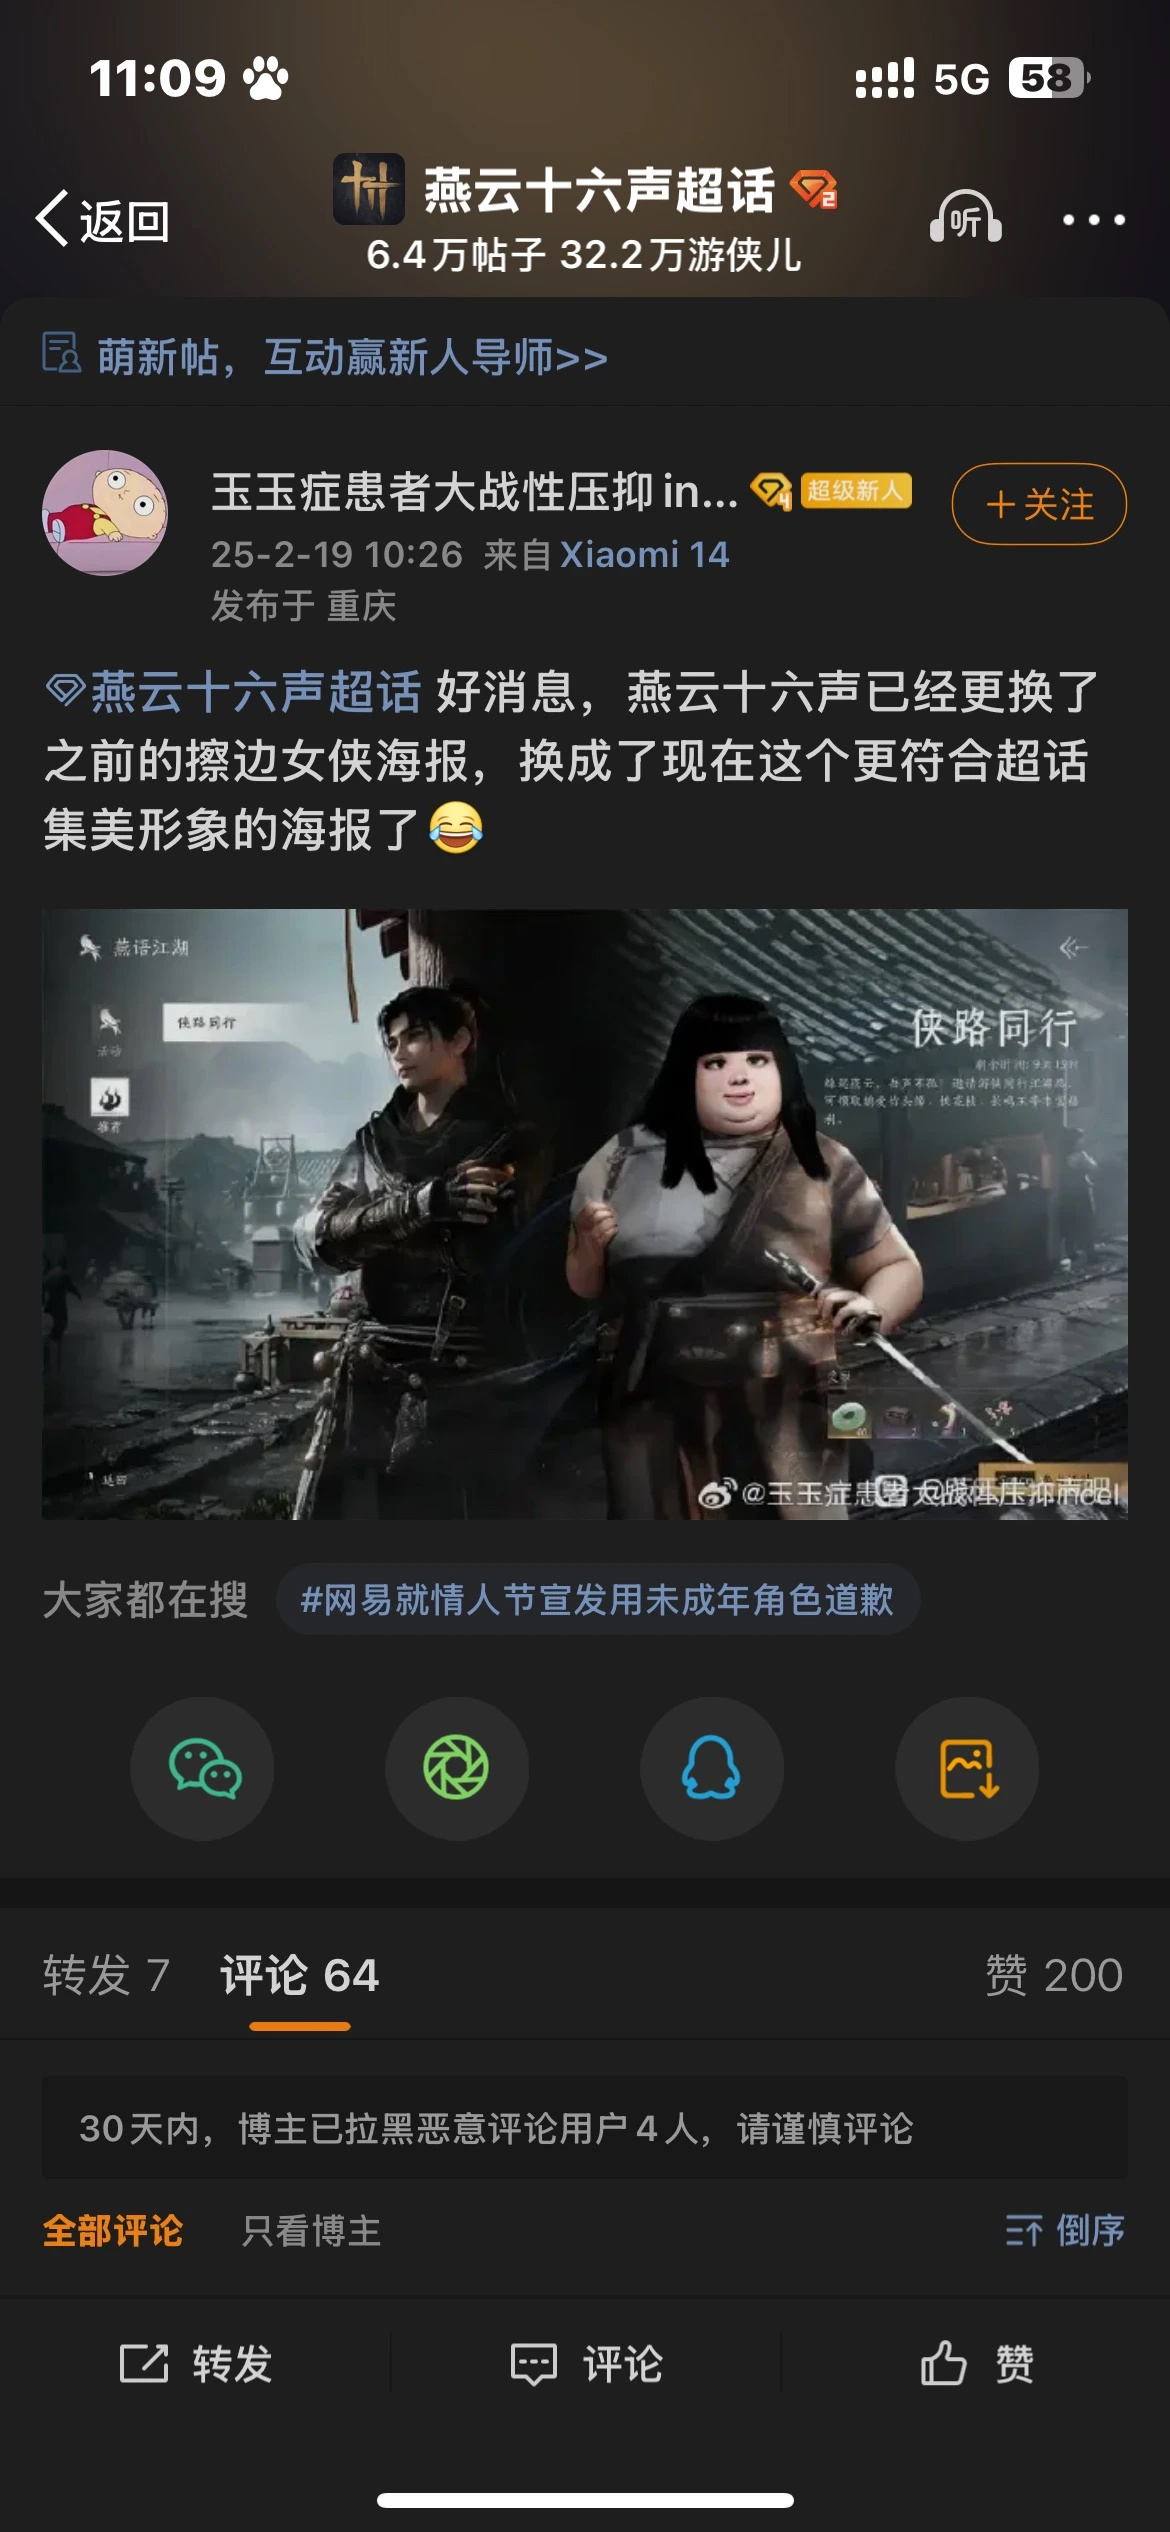 11:09
5G 58
返回
燕云十六声超话 2
听
6.4万帖子 32.2万游侠儿
萌新帖，互动赢新人导师>>
玉玉症患者大战性压抑in... 4 超级新人
＋关注
25-2-19 10:26 来自 Xiaomi 14
发布于 重庆
燕云十六声超话 好消息，燕云十六声已经更换了
之前的擦边女侠海报，换成了现在这个更符合超话
集美形象的海报了😂
燕语江湖
侠路同行
活动
推荐
侠路同行
@玉玉症患者大战性压抑
大家都在搜 #网易就情人节宣发用未成年角色道歉
转发 7 评论 64 赞 200
30天内，博主已拉黑恶意评论用户4人，请谨慎评论
全部评论 只看博主 倒序
转发 评论 赞